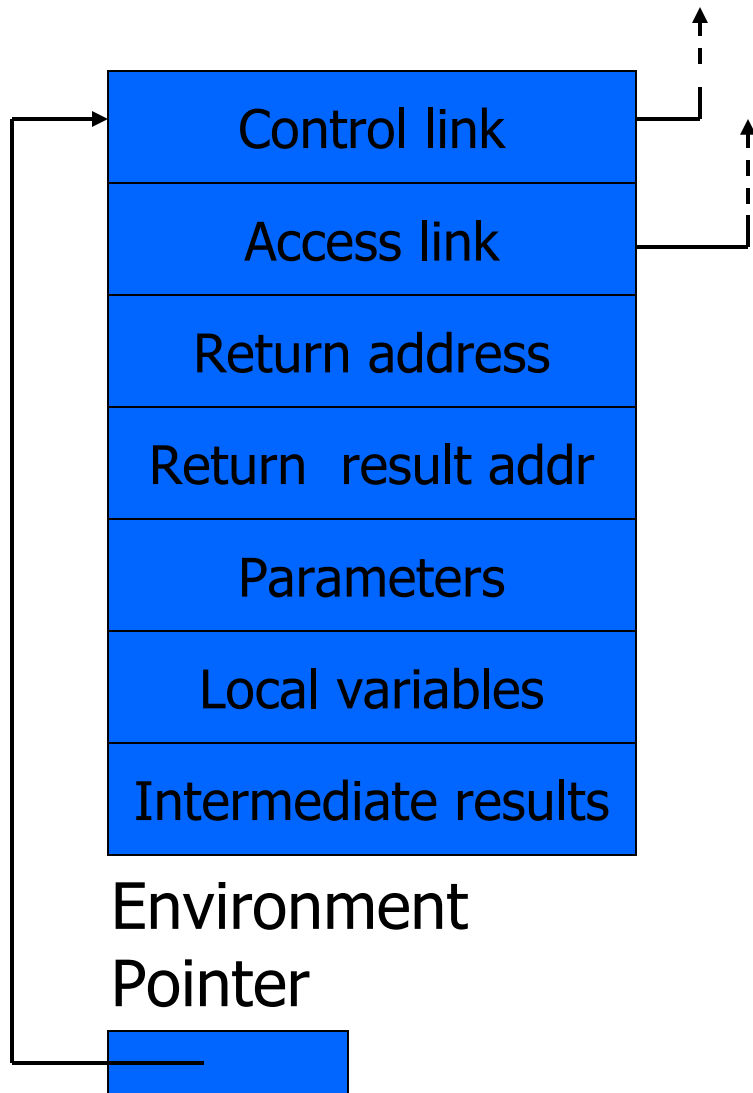 Control link
Access link
Return address
Return  result addr
Parameters
Local variables
Intermediate results
Environment
Pointer